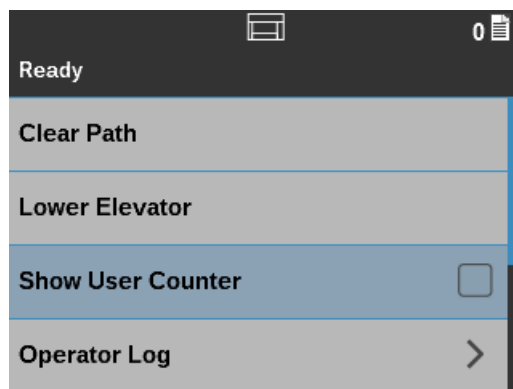 0
Ready
Clear Path
Lower Elevator
Show User Counter
Operator Log